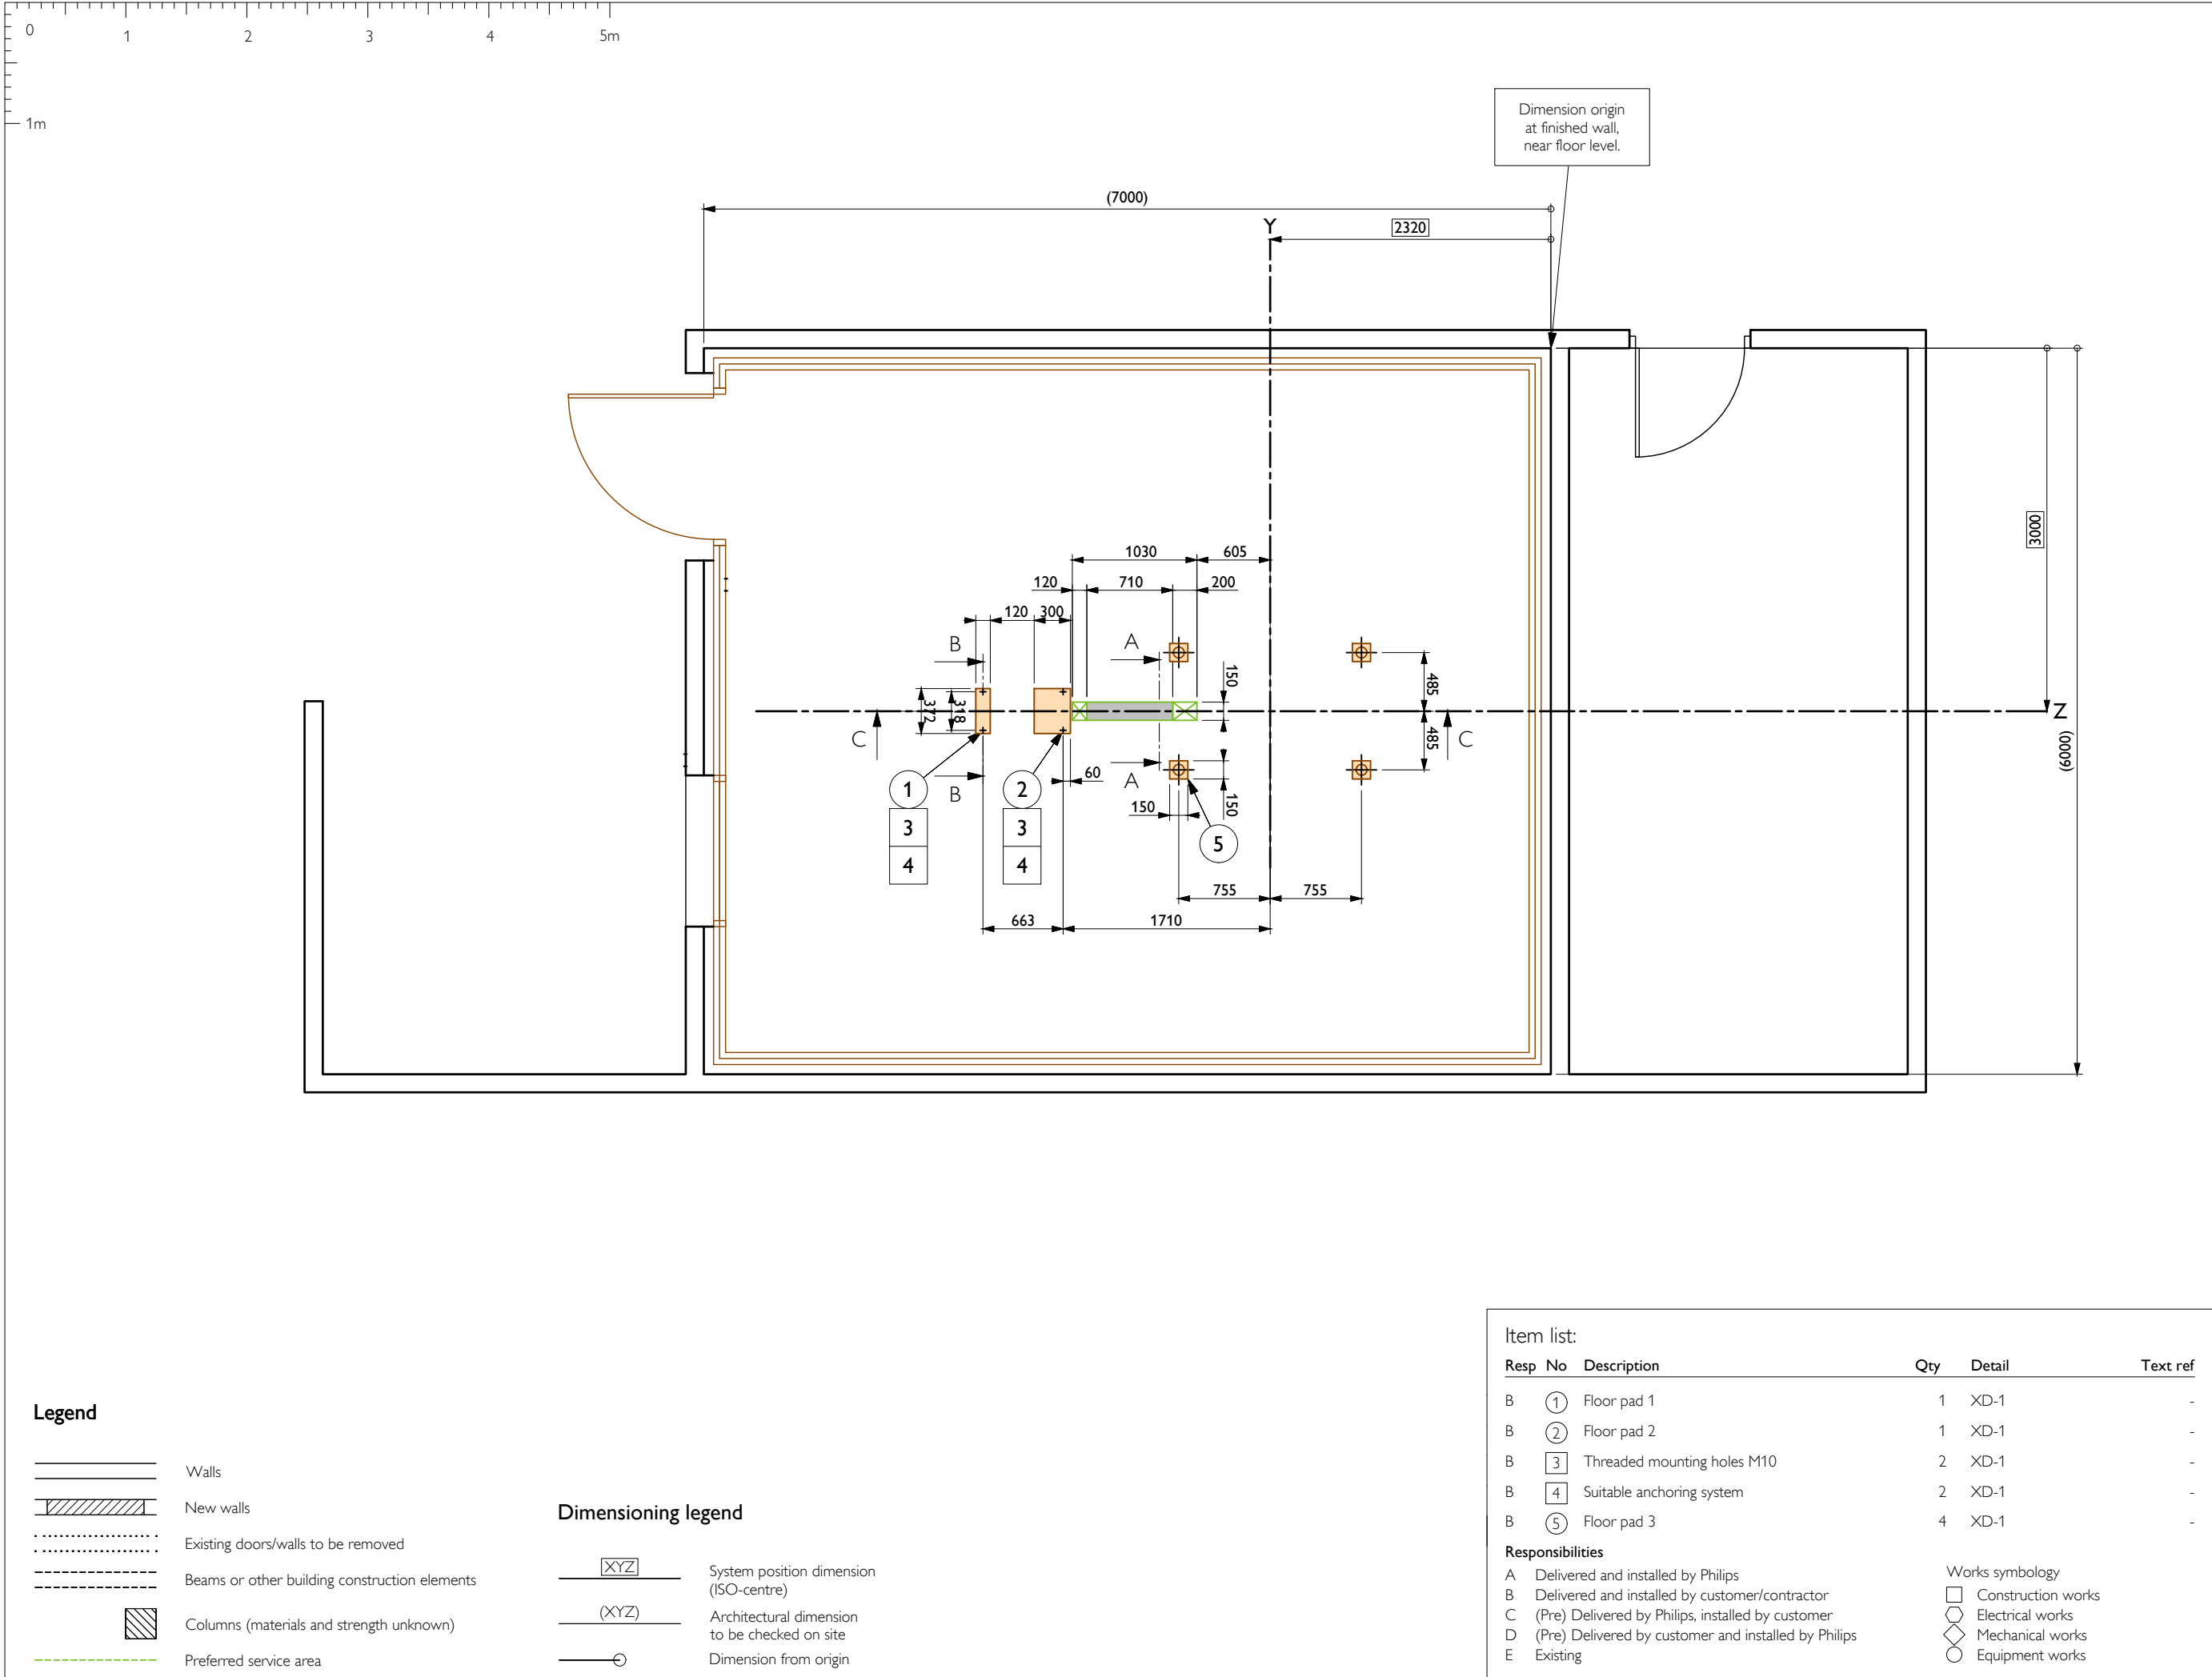 0
1
2
3
4
5m
1m
Dimension origin
at finished wall,
near floor level.
(7000)
Y
2320
3000
(6000)
1030
605
120
710
200
120
300
B
A
150
485
372
318
Z
C
485
C
60
1
B
2
A
150
150
3
3
5
4
4
755
755
663
1710
Item list:
Resp No Description Qty Detail Text ref
B 1 Floor pad 1 1 XD-1 -
B 2 Floor pad 2 1 XD-1 -
B 3 Threaded mounting holes M10 2 XD-1 -
B 4 Suitable anchoring system 2 XD-1 -
B 5 Floor pad 3 4 XD-1 -
Responsibilities
A Delivered and installed by Philips
B Delivered and installed by customer/contractor
C (Pre) Delivered by Philips, installed by customer
D (Pre) Delivered by customer and installed by Philips
E Existing
Works symbology
Construction works
Electrical works
Mechanical works
Equipment works
Legend
Walls
New walls
Existing doors/walls to be removed
Beams or other building construction elements
Columns (materials and strength unknown)
Preferred service area
Dimensioning legend
XYZ
System position dimension
(ISO-centre)
(XYZ)
Architectural dimension
to be checked on site
Dimension from origin